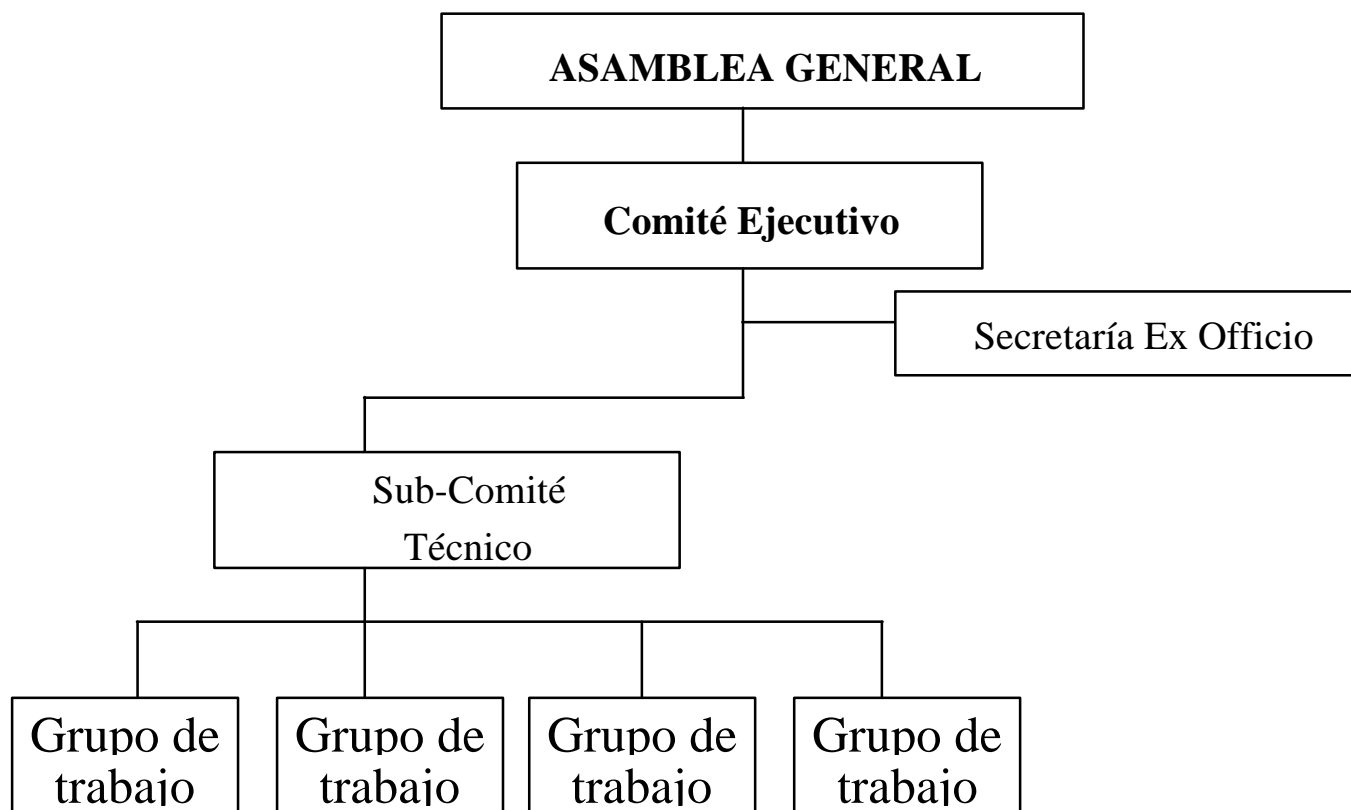 ASAMBLEA GENERAL
Comité Ejecutivo
Secretaría Ex Officio
Sub-Comité
Técnico
Grupo de
trabajo
Grupo de
trabajo
Grupo de
trabajo
Grupo de
trabajo